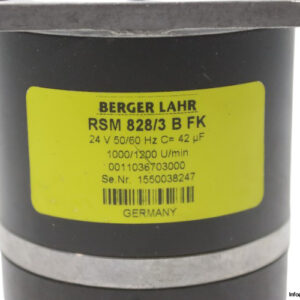 BERGER LAHR
RSM 828/3 B FK
24 V 50/60 Hz C= 42 µF
1000/1200 U/min
0011036703000
Se.Nr. 1550038247
GERMANY